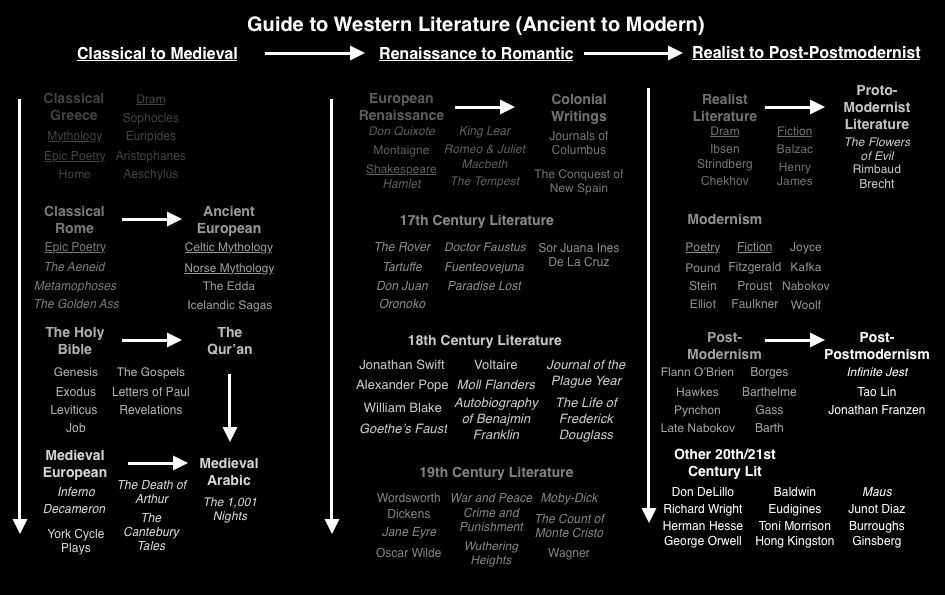 Guide to Western Literature (Ancient to Modern)
Classical to Medieval
Renaissance to Romantic
Realist to Post-Postmodernist
Classical
Greece
Mythology
Epic Poetry
Home
Dram
Sophocles
Euripides
Aristophanes
Aeschylus
Classical
Rome
Epic Poetry
The Aeneid
Metamophoses
The Golden Ass
Ancient
European
Celtic Mythology
Norse Mythology
The Edda
Icelandic Sagas
The Holy
Bible
Genesis
Exodus
Leviticus
Job
The Gospels
Letters of Paul
Revelations
The
Qur'an
Medieval
European
Inferno
Decameron
York Cycle
Plays
The Death of
Arthur
The
Cantebury
Tales
Medieval
Arabic
The 1,001
Nights
European
Renaissance
Don Quixote
Montaigne
Shakespeare
Hamlet
King Lear
Romeo & Juliet
Macbeth
The Tempest
Colonial
Writings
Journals of
Columbus
The Conquest of
New Spain
17th Century Literature
The Rover
Tartuffe
Don Juan
Oronoko
Doctor Faustus
Fuenteovejuna
Paradise Lost
Sor Juana Ines
De La Cruz
18th Century Literature
Jonathan Swift
Alexander Pope
William Blake
Goethe's Faust
Voltaire
Moll Flanders
Autobiography
of Benajmin
Franklin
Journal of the
Plague Year
The Life of
Frederick
Douglass
19th Century Literature
Wordsworth
Dickens
Jane Eyre
Oscar Wilde
War and Peace
Crime and
Punishment
Wuthering
Heights
Moby-Dick
The Count of
Monte Cristo
Wagner
Realist
Literature
Dram
Ibsen
Strindberg
Chekhov
Fiction
Balzac
Henry
James
Proto-
Modernist
Literature
The Flowers
of Evil
Rimbaud
Brecht
Modernism
Poetry
Pound
Stein
Elliot
Fiction
Fitzgerald
Proust
Faulkner
Joyce
Kafka
Nabokov
Woolf
Post-
Modernism
Flann O'Brien
Hawkes
Pynchon
Late Nabokov
Borges
Barthelme
Gass
Barth
Post-
Postmodernism
Infinite Jest
Tao Lin
Jonathan Franzen
Other 20th/21st
Century Lit
Don DeLillo
Richard Wright
Herman Hesse
George Orwell
Baldwin
Eudigines
Toni Morrison
Hong Kingston
Maus
Junot Diaz
Burroughs
Ginsberg